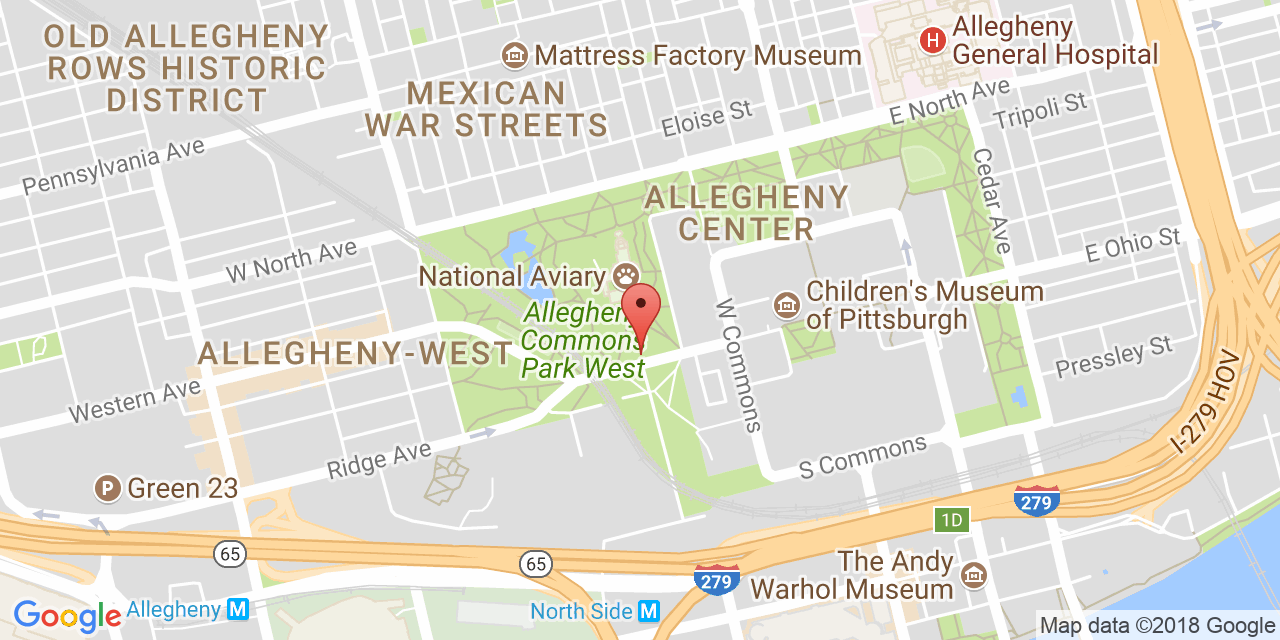 OLD ALLEGHENY
ROWS HISTORIC
DISTRICT
Mattress Factory Museum
H
Allegheny
General Hospital
MEXICAN
WAR STREETS
Eloise St
E North Ave
Tripoli St
Pennsylvania Ave
Cedar Ave
ALLEGHENY
CENTER
W North Ave
E Ohio St
National Aviary
Allegheny
Commons
Park West
W Commons
Children's Museum
of Pittsburgh
ALLEGHENY-WEST
Pressley St
Western Ave
I-279 HOV
Ridge Ave
S Commons
P
Green 23
279
1D
65
65
279
The Andy
Warhol Museum
Google
Allegheny M
North Side M
Map data ©2018 Google